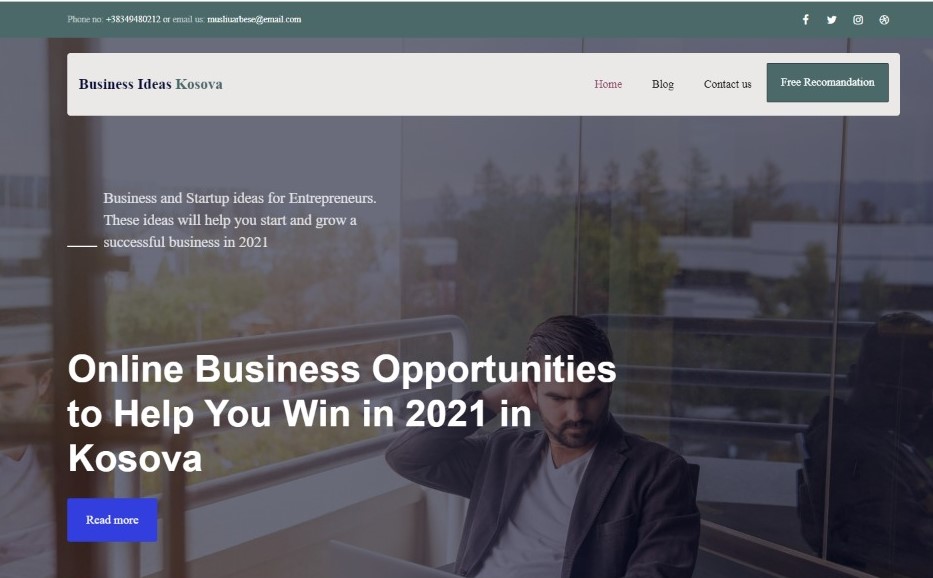 Phone no: +38349480212 or email us: musliuarbese@email.com
Business Ideas Kosova
Home Blog Contact us Free Recomandation
Business and Startup ideas for Entrepreneurs.
These ideas will help you start and grow a
successful business in 2021
Online Business Opportunities
to Help You Win in 2021 in
Kosova
Read more